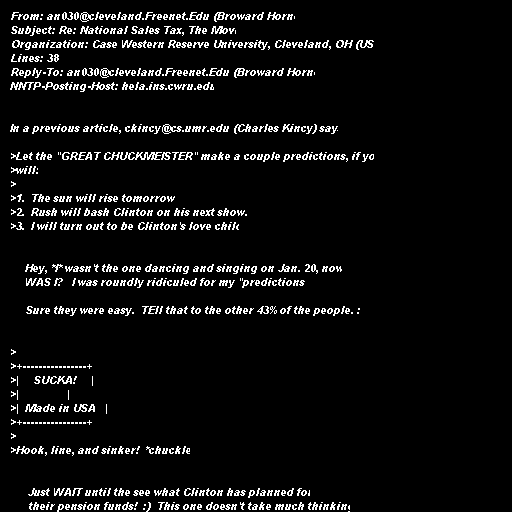 From: an030@cleveland.Freenet.Edu (Broward Horn
Subject: Re: National Sales Tax, The Mov
Organization: Case Western Reserve University, Cleveland, OH (US
Lines: 38
Reply-To: an030@cleveland.Freenet.Edu (Broward Horn
NNTP-Posting-Host: hela.ins.cwru.edu

In a previous article, ckincy@cs.umr.edu (Charles Kincy) say

>Let the "GREAT CHUCKMEISTER" make a couple predictions, if yo
>will:
>
>1.  The sun will rise tomorrow
>2.  Rush will bash Clinton on his next show.
>3.  I will turn out to be Clinton's love chil

Hey, *I* wasn't the one dancing and singing on Jan. 20, now
WAS I?   I was roundly ridiculed for my "predictions

Sure they were easy.  TEll that to the other 43% of the people. :

>
>+----------------+
>|     SUCKA!     |
>|                |
>|  Made in USA   |
>+----------------+
>
>Hook, line, and sinker!  *chuckle

Just WAIT until the see what Clinton has planned for
their pension funds!  :)  This one doesn't take much thinking